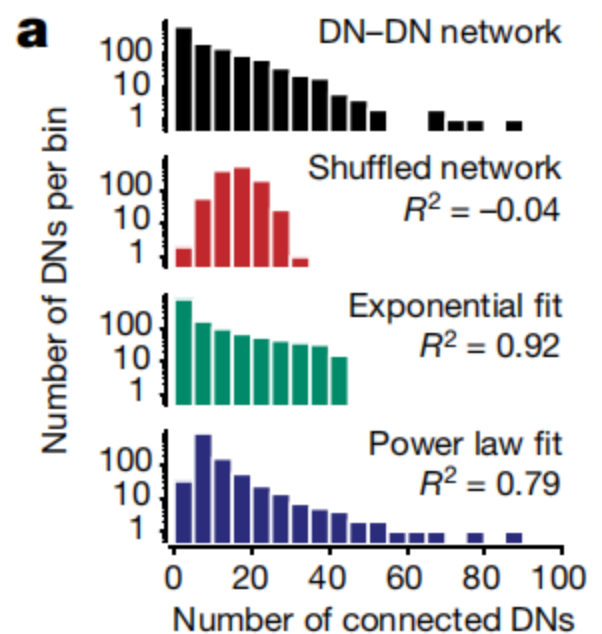 a
DN–DN network
100
10
1
Shuffled network
R² = –0.04
100
10
1
Exponential fit
R² = 0.92
100
10
1
Power law fit
R² = 0.79
100
10
1
Number of DNs per bin
0 20 40 60 80 100
Number of connected DNs